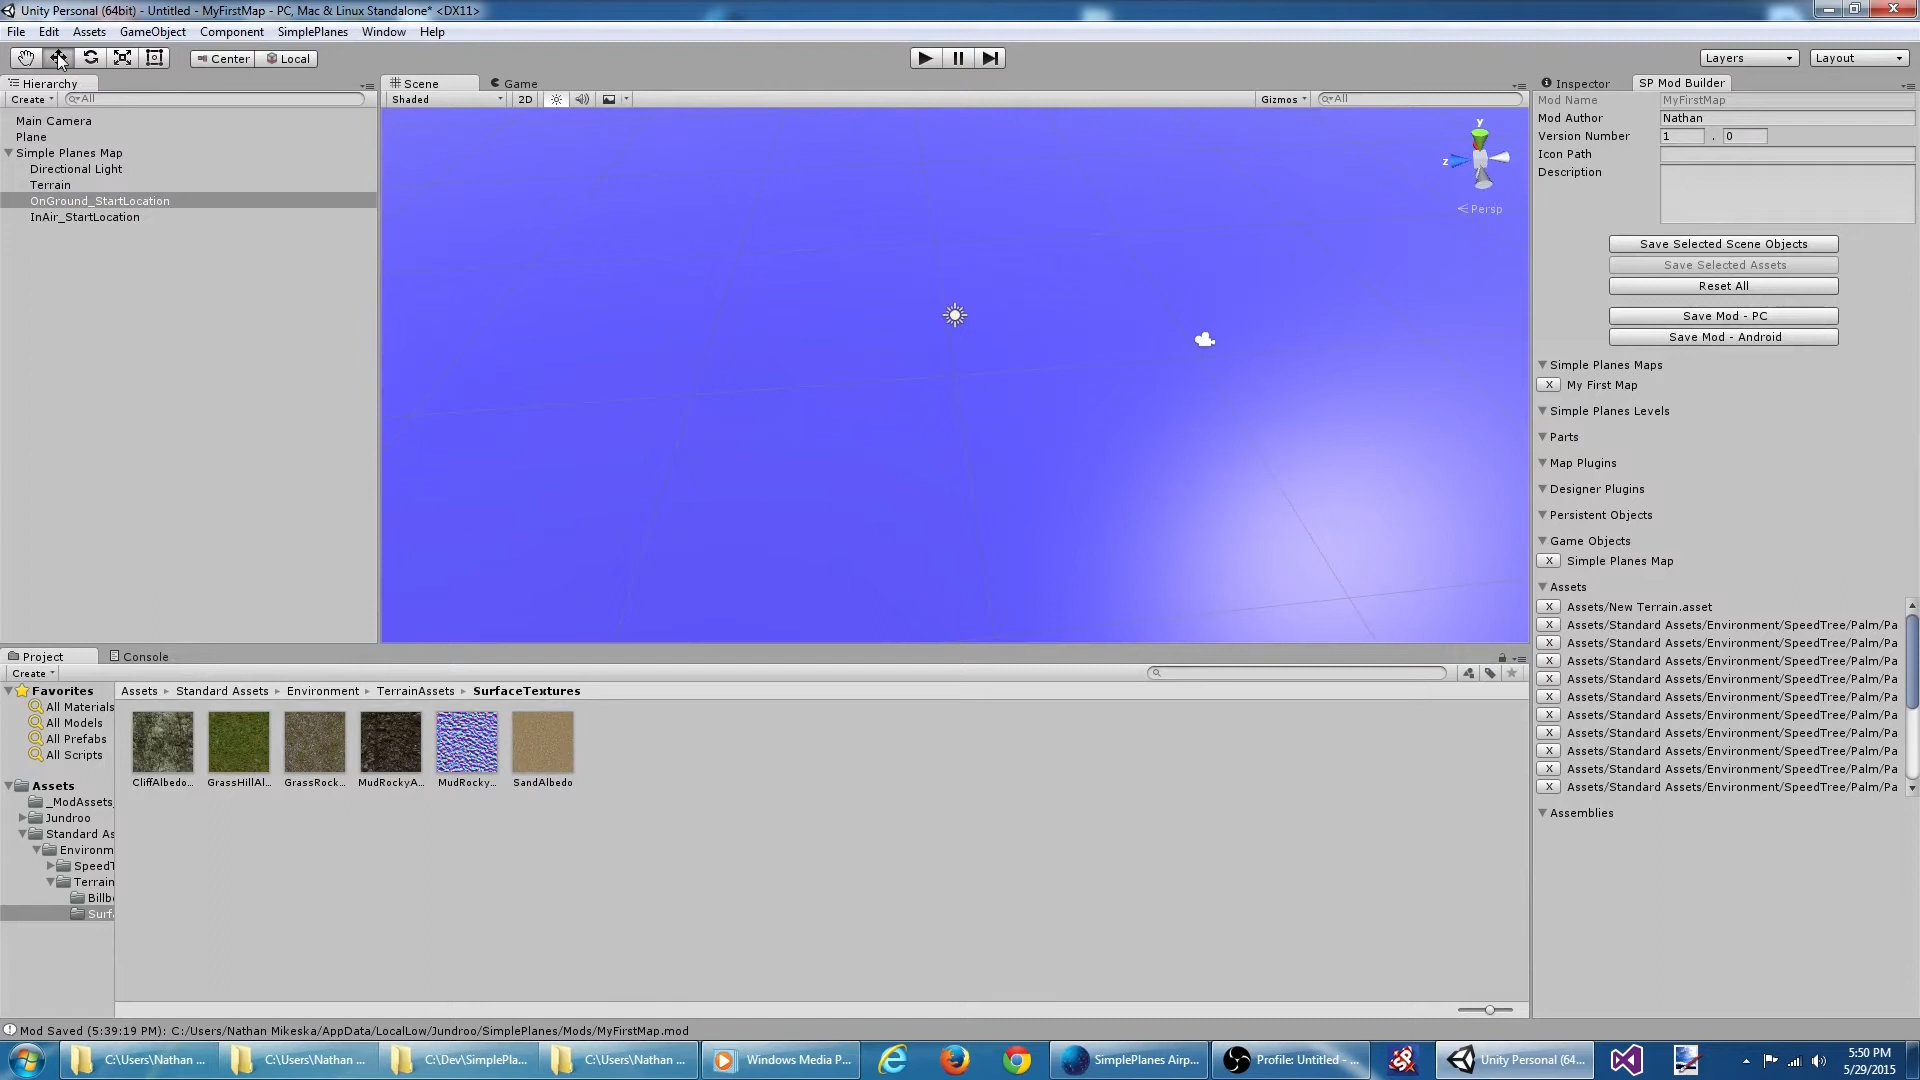 Unity Personal (64bit) - Untitled - MyFirstMap - PC, Mac & Linux Standalone* <DX11>
File Edit Assets GameObject Component SimplePlanes Window Help
Center Local Layers Layout
Hierarchy
Create All
Main Camera
Plane
Simple Planes Map
Directional Light
Terrain
OnGround_StartLocation
InAir_StartLocation
Scene Game
Shaded 2D Gizmos All
y
z
Persp
Inspector SP Mod Builder
Mod Name MyFirstMap
Mod Author Nathan
Version Number 1 . 0
Icon Path
Description
Save Selected Scene Objects
Save Selected Assets
Reset All
Save Mod - PC
Save Mod - Android
Simple Planes Maps
X My First Map
Simple Planes Levels
Parts
Map Plugins
Designer Plugins
Persistent Objects
Game Objects
X Simple Planes Map
Assets
X Assets/New Terrain.asset
X Assets/Standard Assets/Environment/SpeedTree/Palm/Pa
X Assets/Standard Assets/Environment/SpeedTree/Palm/Pa
X Assets/Standard Assets/Environment/SpeedTree/Palm/Pa
X Assets/Standard Assets/Environment/SpeedTree/Palm/Pa
X Assets/Standard Assets/Environment/SpeedTree/Palm/Pa
X Assets/Standard Assets/Environment/SpeedTree/Palm/Pa
X Assets/Standard Assets/Environment/SpeedTree/Palm/Pa
X Assets/Standard Assets/Environment/SpeedTree/Palm/Pa
X Assets/Standard Assets/Environment/SpeedTree/Palm/Pa
X Assets/Standard Assets/Environment/SpeedTree/Palm/Pa
Assemblies
Project Console
Create
Favorites
All Materials
All Models
All Prefabs
All Scripts
Assets
_ModAssets_
Jundroo
Standard As
Environm
SpeedT
Terrain
Billb
Surf
Assets Standard Assets Environment TerrainAssets SurfaceTextures
CliffAlbedo... GrassHillAl... GrassRock... MudRockyA... MudRocky... SandAlbedo
Mod Saved (5:39:19 PM): C:/Users/Nathan Mikeska/AppData/LocalLow/Jundroo/SimplePlanes/Mods/MyFirstMap.mod
C:\Users\Nathan ... C:\Users\Nathan ... C:\Dev\SimplePla... C:\Users\Nathan ... Windows Media P... SimplePlanes Airp... Profile: Untitled - ... Unity Personal (64...
5:50 PM
5/29/2015